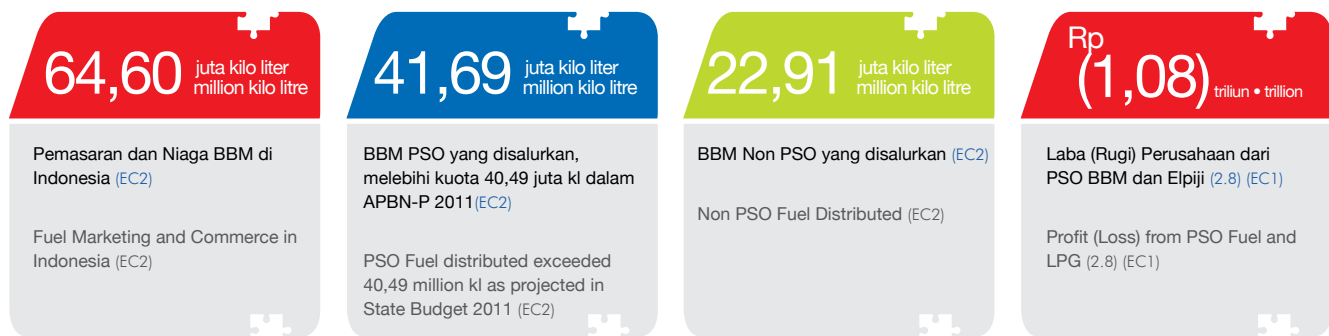 64,60 juta kilo liter
million kilo litre
Pemasaran dan Niaga BBM di
Indonesia (EC2)
Fuel Marketing and Commerce in
Indonesia (EC2)
41,69 juta kilo liter
million kilo litre
BBM PSO yang disalurkan,
melebihi kuota 40,49 juta kl dalam
APBN-P 2011(EC2)
PSO Fuel distributed exceeded
40,49 million kl as projected in
State Budget 2011 (EC2)
22,91 juta kilo liter
million kilo litre
BBM Non PSO yang disalurkan (EC2)
Non PSO Fuel Distributed (EC2)
Rp
(1,08) triliun • trillion
Laba (Rugi) Perusahaan dari
PSO BBM dan Elpiji (2.8) (EC1)
Profit (Loss) from PSO Fuel and
LPG (2.8) (EC1)